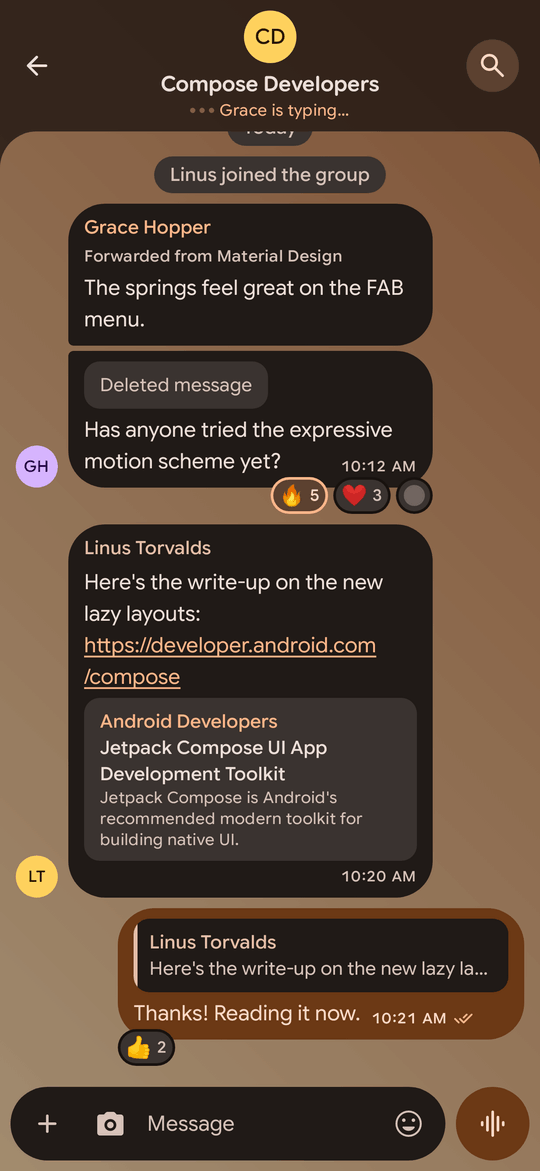 CD
Compose Developers
Grace is typing...
Today
Linus joined the group
Grace Hopper
Forwarded from Material Design
The springs feel great on the FAB
menu.
Deleted message
Has anyone tried the expressive
motion scheme yet?
10:12 AM
GH
🔥 5
❤️ 3
Linus Torvalds
Here's the write-up on the new
lazy layouts:
https://developer.android.com
/compose
Android Developers
Jetpack Compose UI App
Development Toolkit
Jetpack Compose is Android's
recommended modern toolkit for
building native UI.
10:20 AM
LT
Linus Torvalds
Here's the write-up on the new lazy la...
Thanks! Reading it now. 10:21 AM
👍 2
Message